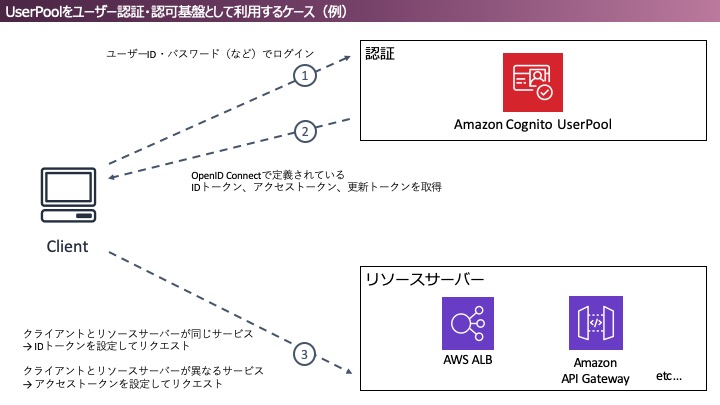 UserPoolをユーザー認証・認可基盤として利用するケース（例）
ユーザーID・パスワード（など）でログイン
1
認証
Amazon Cognito UserPool
2
OpenID Connectで定義されている
IDトークン、アクセストークン、更新トークンを取得
Client
リソースサーバー
AWS ALB
Amazon
API Gateway
etc...
3
クライアントとリソースサーバーが同じサービス
→ IDトークンを設定してリクエスト
クライアントとリソースサーバーが異なるサービス
→ アクセストークンを設定してリクエスト